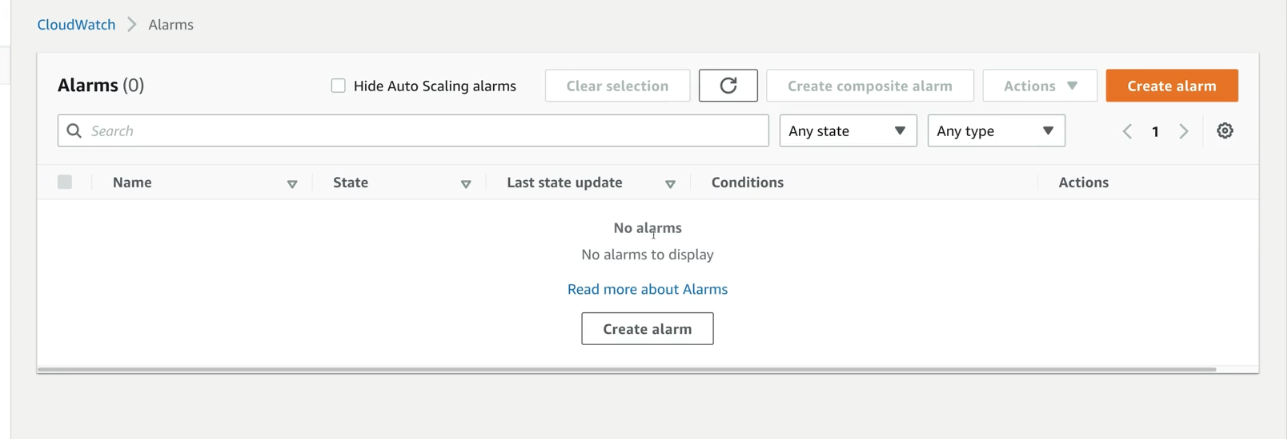 CloudWatch > Alarms
Alarms (0) Hide Auto Scaling alarms Clear selection Create composite alarm Actions Create alarm
Search Any state Any type 1
Name State Last state update Conditions Actions
No alarms
No alarms to display
Read more about Alarms
Create alarm